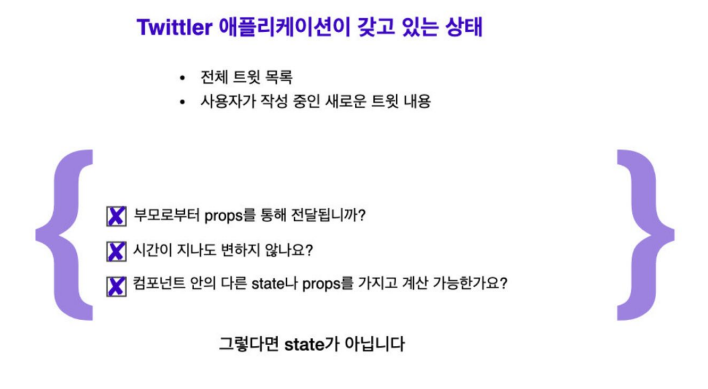 Twittler 애플리케이션이 갖고 있는 상태
• 전체 트윗 목록
• 사용자가 작성 중인 새로운 트윗 내용
부모로부터 props를 통해 전달됩니까?
시간이 지나도 변하지 않나요?
컴포넌트 안의 다른 state나 props를 가지고 계산 가능한가요?
그렇다면 state가 아닙니다